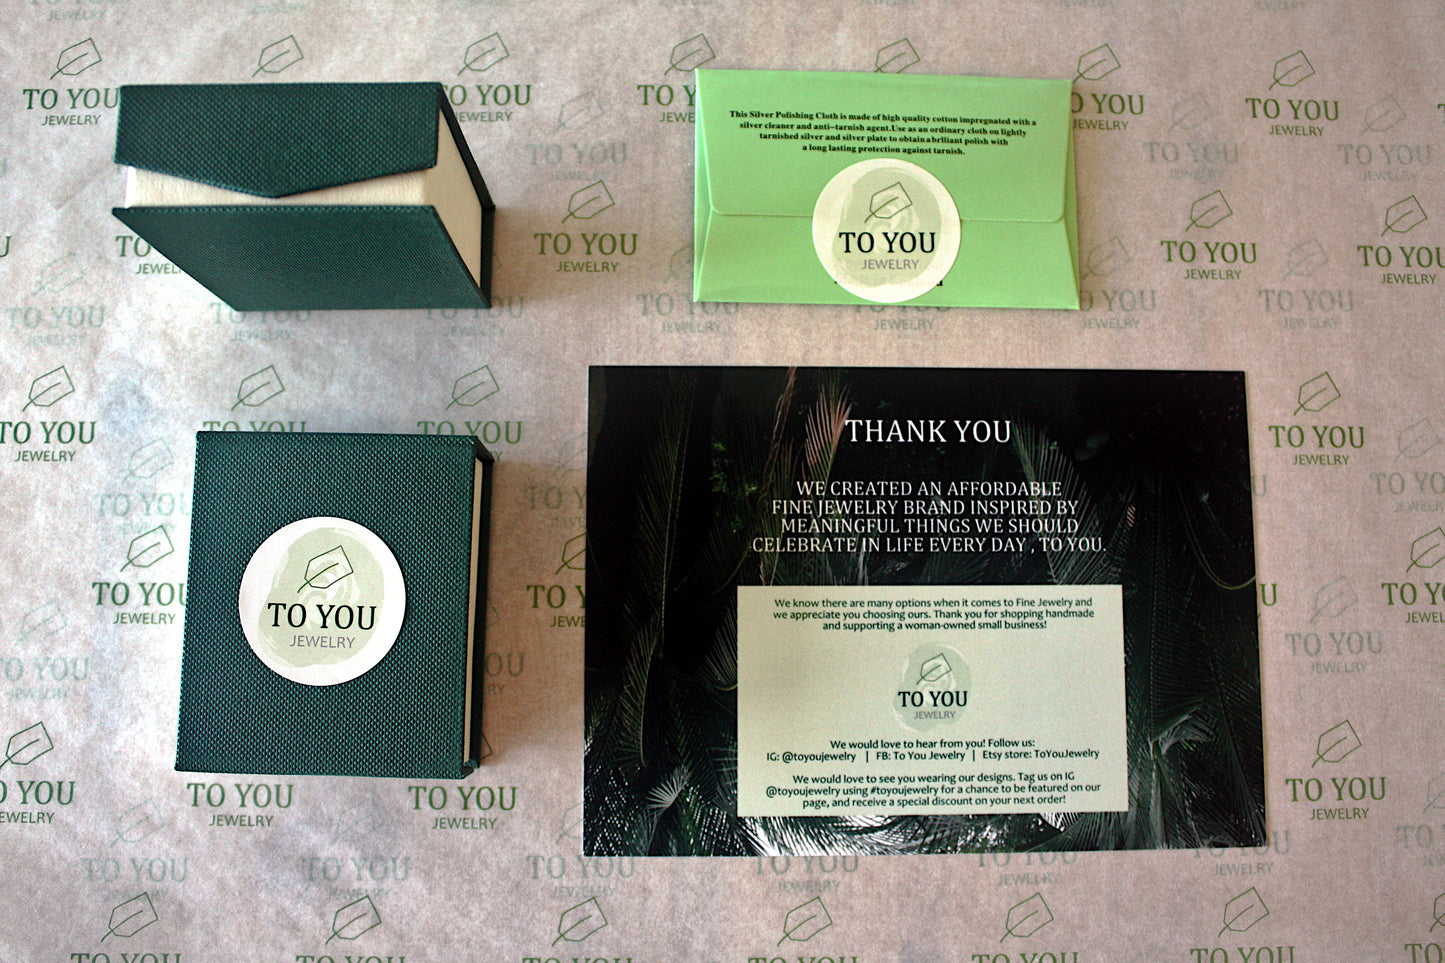 This Silver Polishing Cloth is made of high quality cotton impregnated with a
silver cleaner and anti-tarnish agent.Use as an ordinary cloth on lightly
tarnished silver and silver plate to obtain a brlliant polish with
a long lasting protection against tarnish.
TO YOU
JEWELRY
TO YOU
JEWELRY
THANK YOU
WE CREATED AN AFFORDABLE
FINE JEWELRY BRAND INSPIRED BY
MEANINGFUL THINGS WE SHOULD
CELEBRATE IN LIFE EVERY DAY , TO YOU.
We know there are many options when it comes to Fine Jewelry and
we appreciate you choosing ours. Thank you for shopping handmade
and supporting a woman-owned small business!
TO YOU
JEWELRY
We would love to hear from you! Follow us:
IG: @toyoujewelry | FB: To You Jewelry | Etsy store: ToYouJewelry
We would love to see you wearing our designs. Tag us on IG
@toyoujewelry using #toyoujewelry for a chance to be featured on our
page, and receive a special discount on your next order!